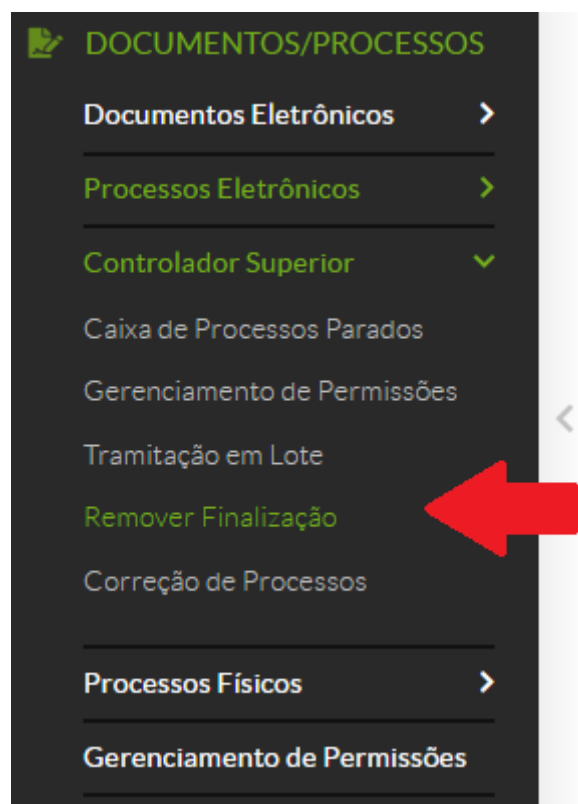 DOCUMENTOS/PROCESSOS
Documentos Eletrônicos
Processos Eletrônicos
Controlador Superior
Caixa de Processos Parados
Gerenciamento de Permissões
Tramitação em Lote
Remover Finalização
Correção de Processos
Processos Físicos
Gerenciamento de Permissões